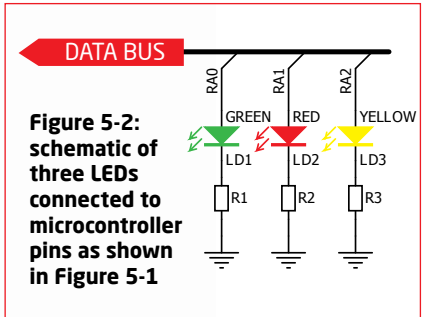 DATA BUS
RA0
RA1
RA2
GREEN
RED
YELLOW
LD1
LD2
LD3
R1
R2
R3
Figure 5-2:
schematic of
three LEDs
connected to
microcontroller
pins as shown
in Figure 5-1